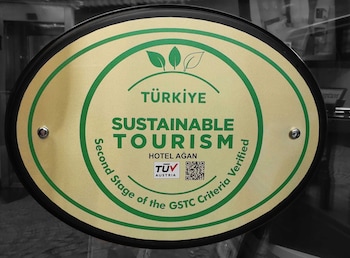 TÜRKİYE
SUSTAINABLE
TOURISM
HOTEL AGAN
TÜV
AUSTRIA
Second Stage of the GSTC Criteria Verified